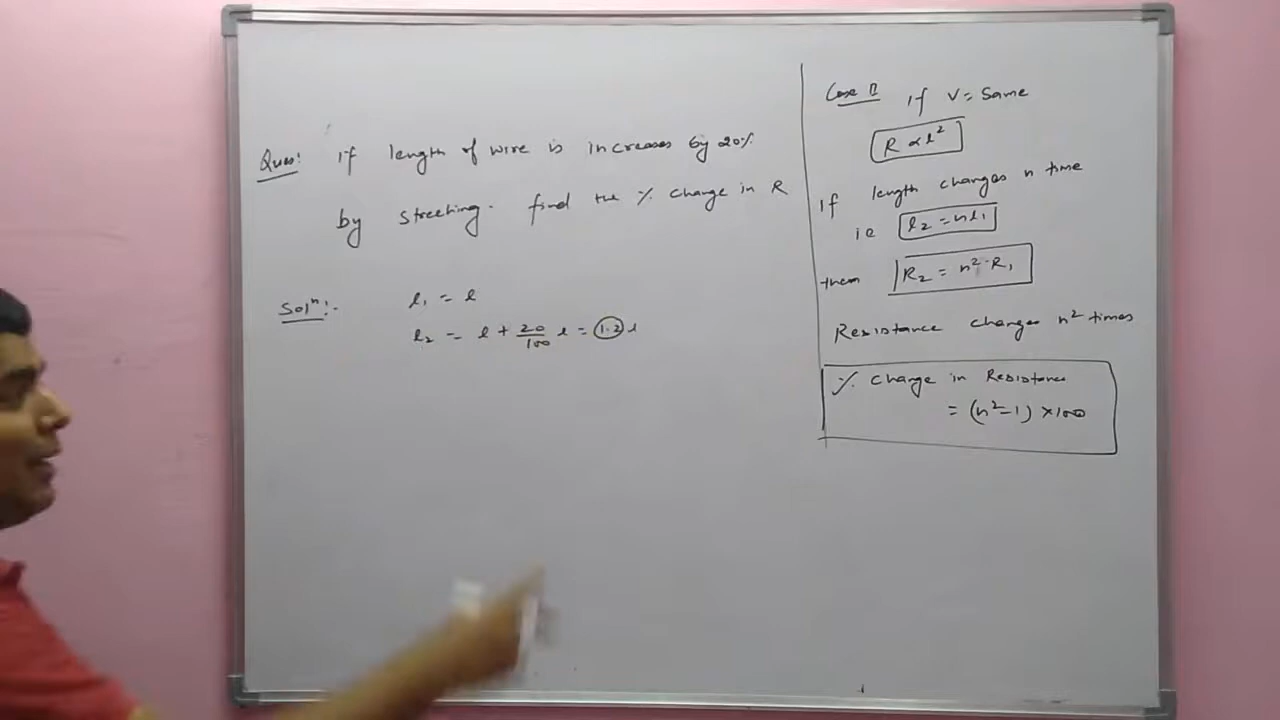 Ques: If length of wire is increases by 20%
by streching. find the % change in R
Solⁿ:-
l₁ = l
l₂ = l + 20/100 l = 1.2 l
Case II If V = Same
R ∝ l²
If length changes n time
ie l₂ = nl₁
then R₂ = n²·R₁
Resistance changes n² times
% change in Resistance
= (n²-1) ×100